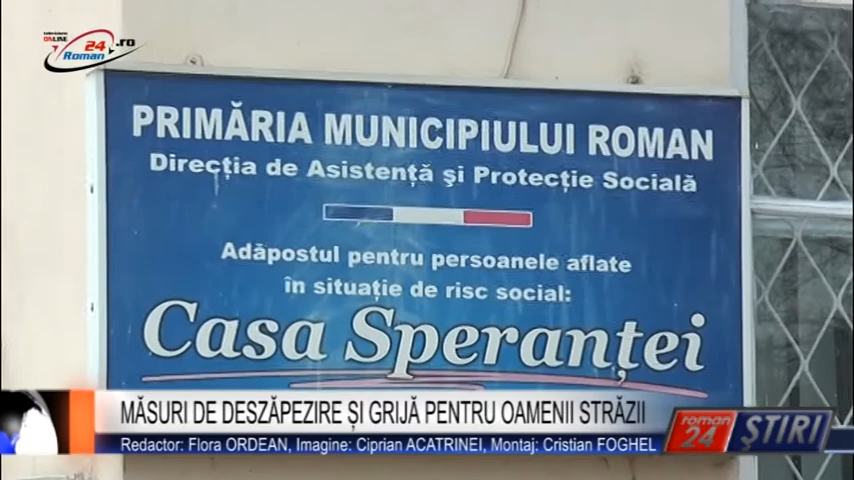 televiziunea
ONLINE
Roman 24 .ro
PRIMĂRIA MUNICIPIULUI ROMAN
Direcția de Asistență și Protecție Socială
Adăpostul pentru persoanele aflate
în situație de risc social:
Casa Speranței
MĂSURI DE DESZĂPEZIRE ȘI GRIJĂ PENTRU OAMENII STRĂZII
Redactor: Flora ORDEAN, Imagine: Ciprian ACATRINEI, Montaj: Cristian FOGHEL
roman
24
ȘTIRI